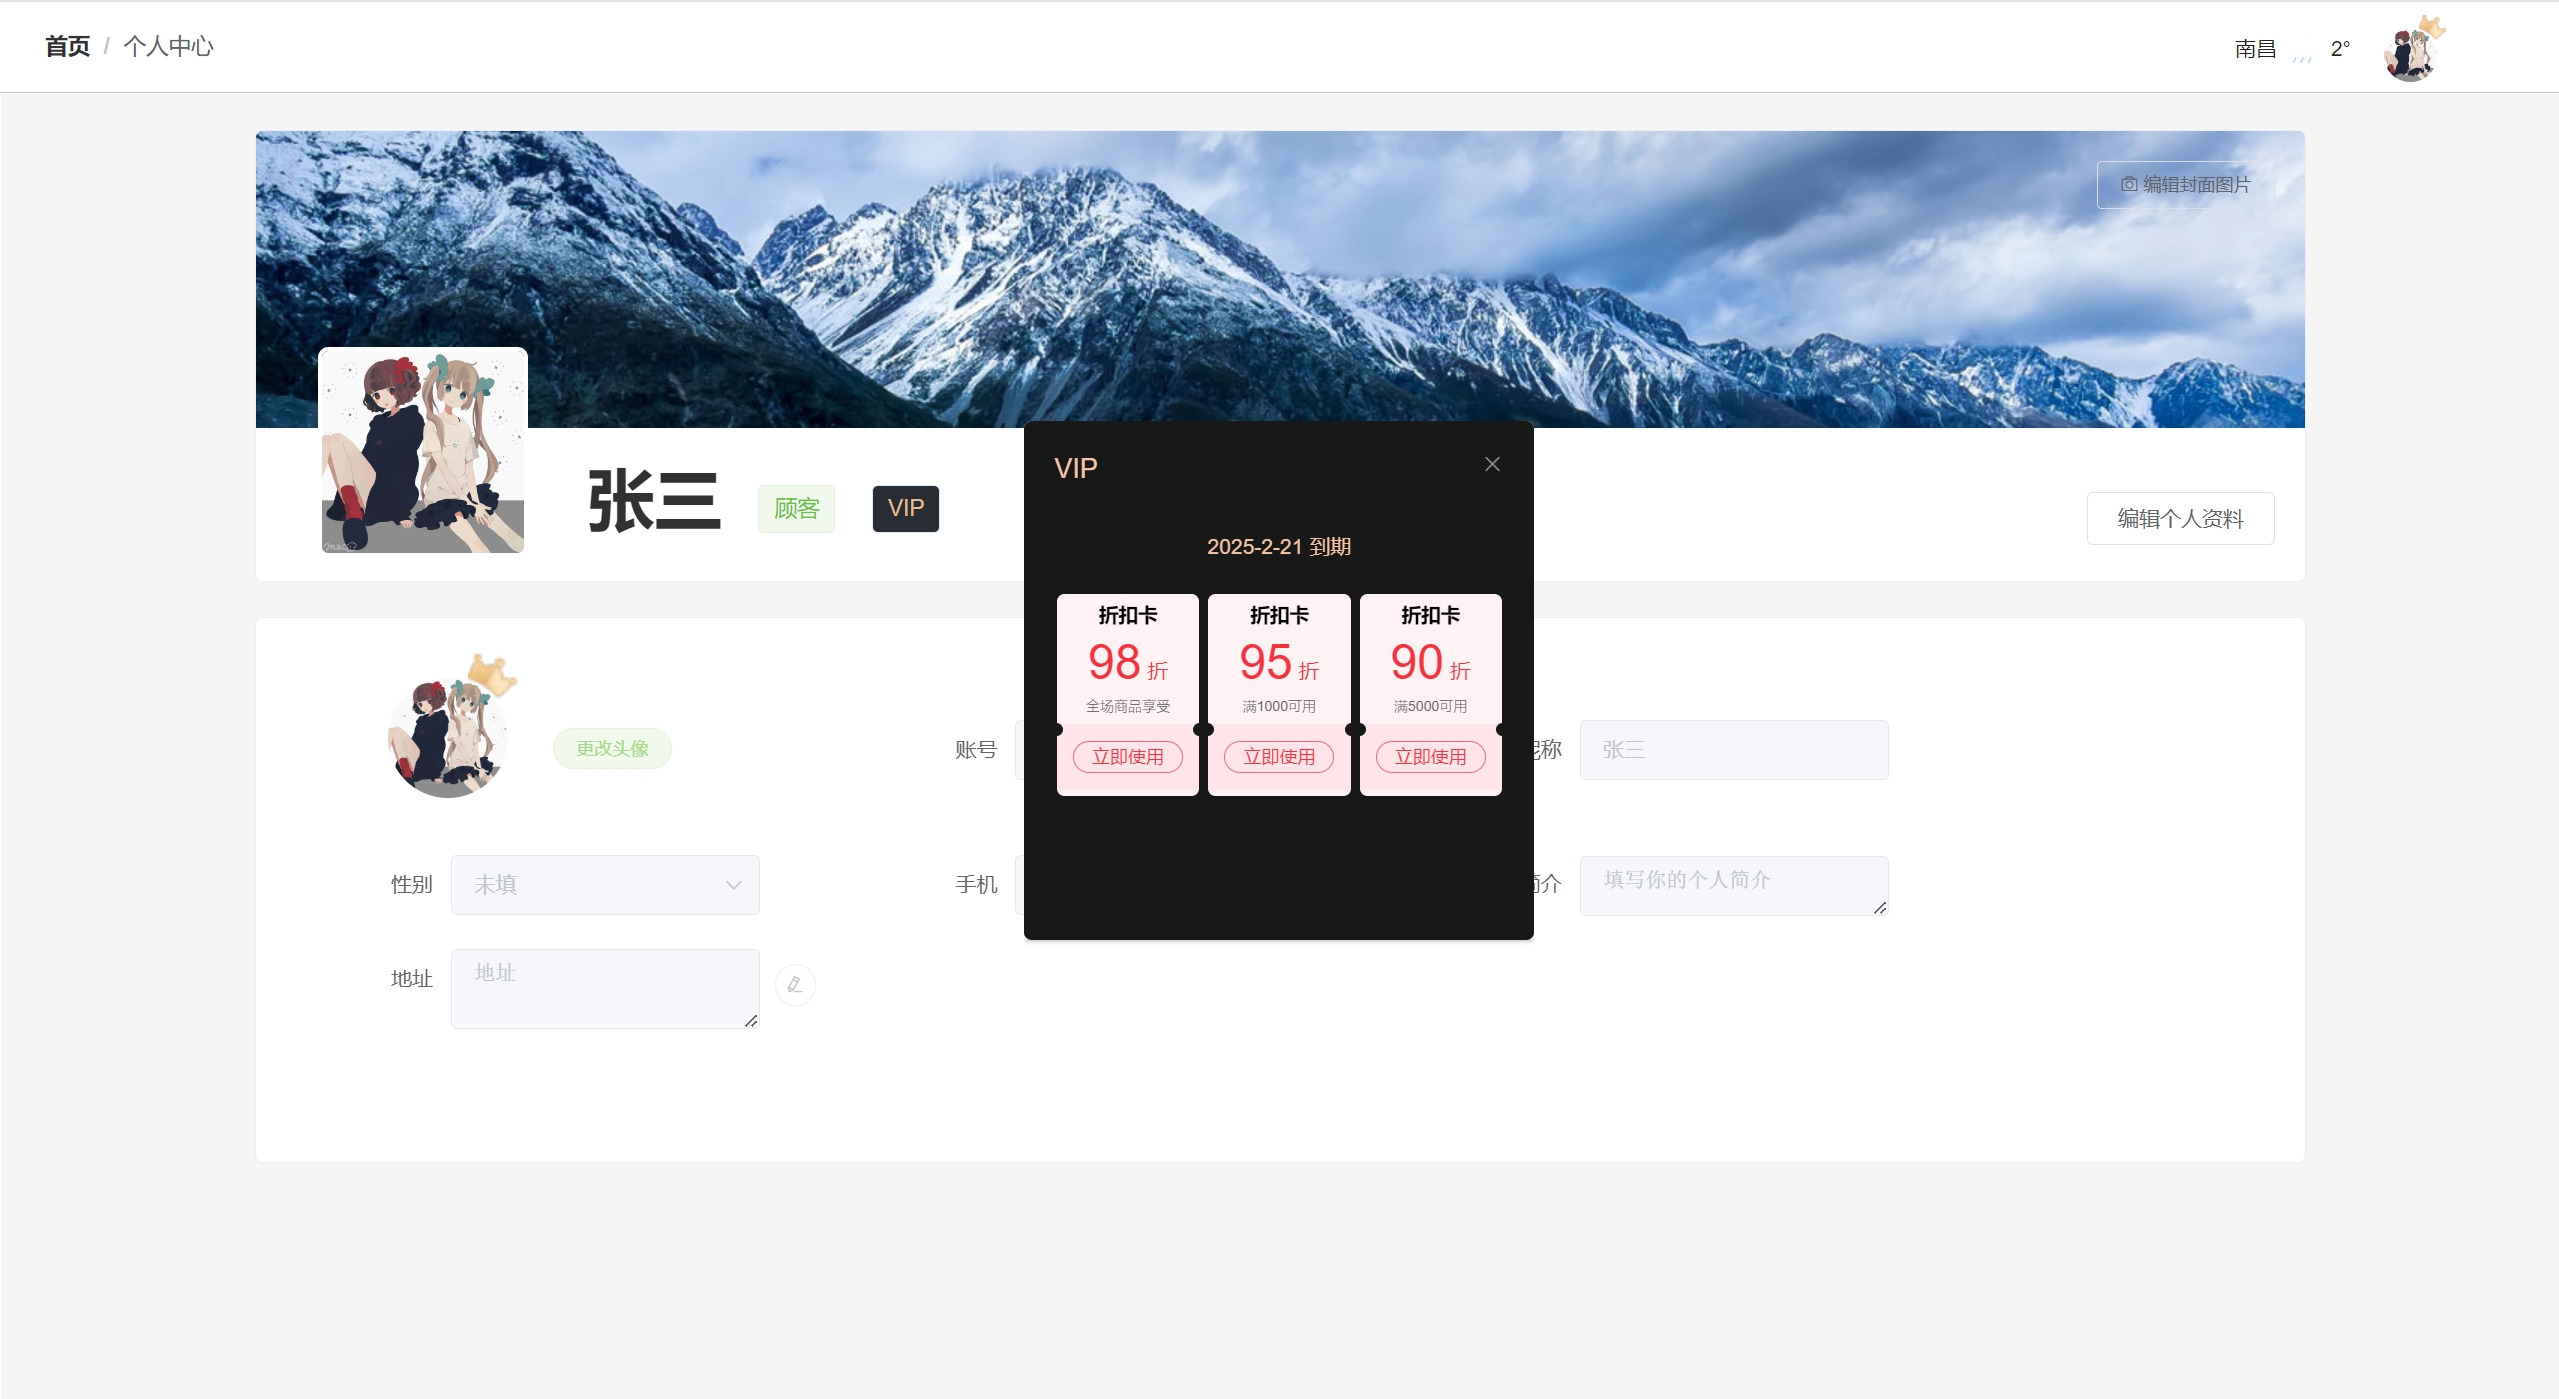 首页 / 个人中心
南昌 2°
编辑封面图片
张三 顾客 VIP
编辑个人资料
VIP
2025-2-21 到期
折扣卡 折扣卡 折扣卡
98 折 95 折 90 折
全场商品享受 满1000可用 满5000可用
立即使用 立即使用 立即使用
更改头像
账号
昵称 张三
性别 未填
手机
简介 填写你的个人简介
地址 地址